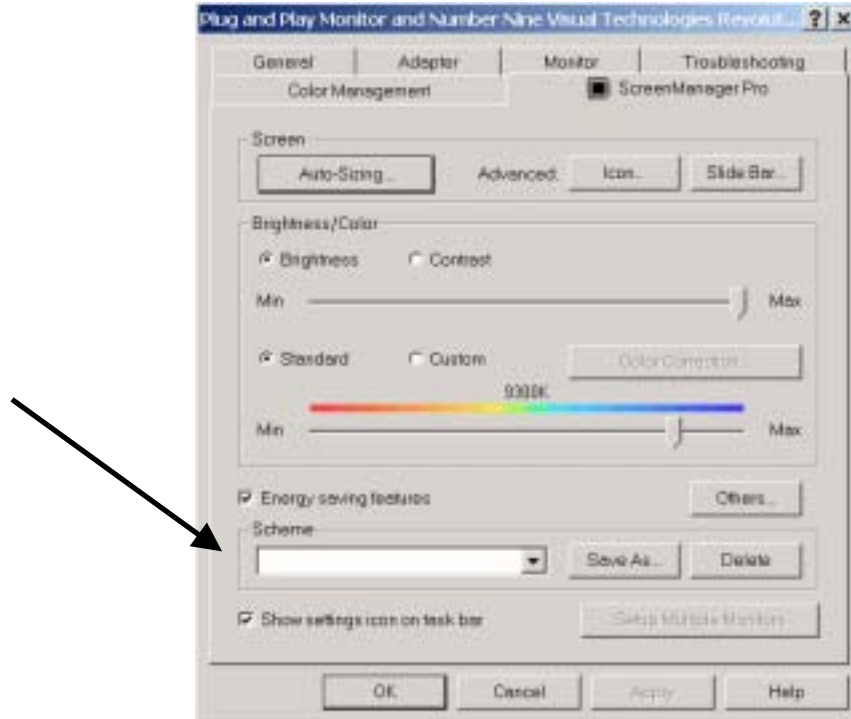 Plug and Play Monitor and Number Nine Visual Technologies Revolut...
General Adapter Monitor Troubleshooting
Color Management ScreenManager Pro
Screen
Auto-Sizing... Advanced: Icon... Slide Bar...
Brightness/Color
Brightness Contrast
Min Max
Standard Custom Color Correction...
9300K
Min Max
Energy saving features Others...
Scheme
Save As... Delete
Show settings icon on task bar Setup Multiple Monitors
OK Cancel Apply Help